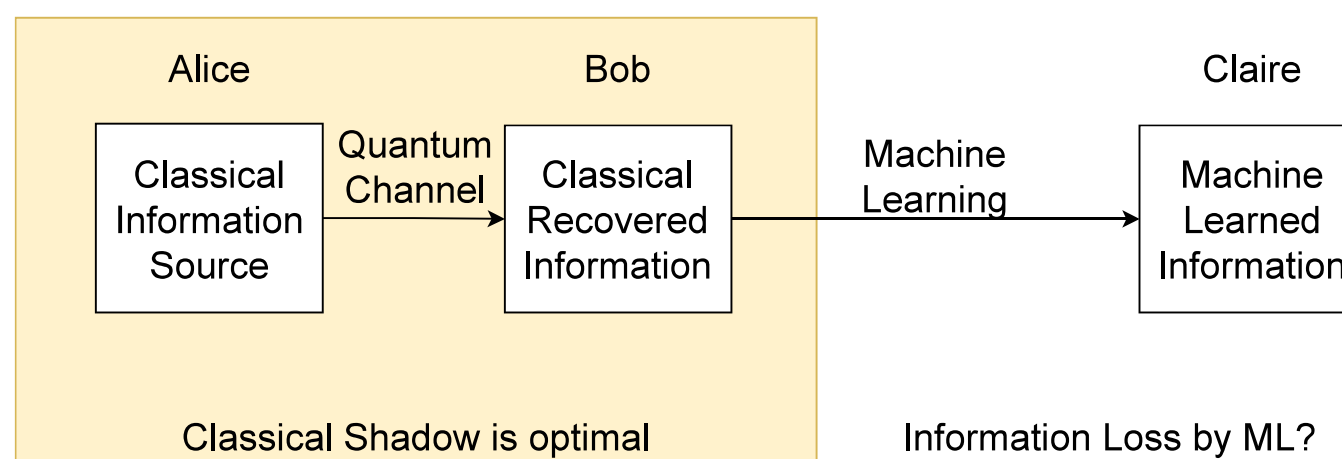 Alice
Bob
Claire
Classical
Information
Source
Quantum
Channel
Classical
Recovered
Information
Machine
Learning
Machine
Learned
Information
Classical Shadow is optimal
Information Loss by ML?